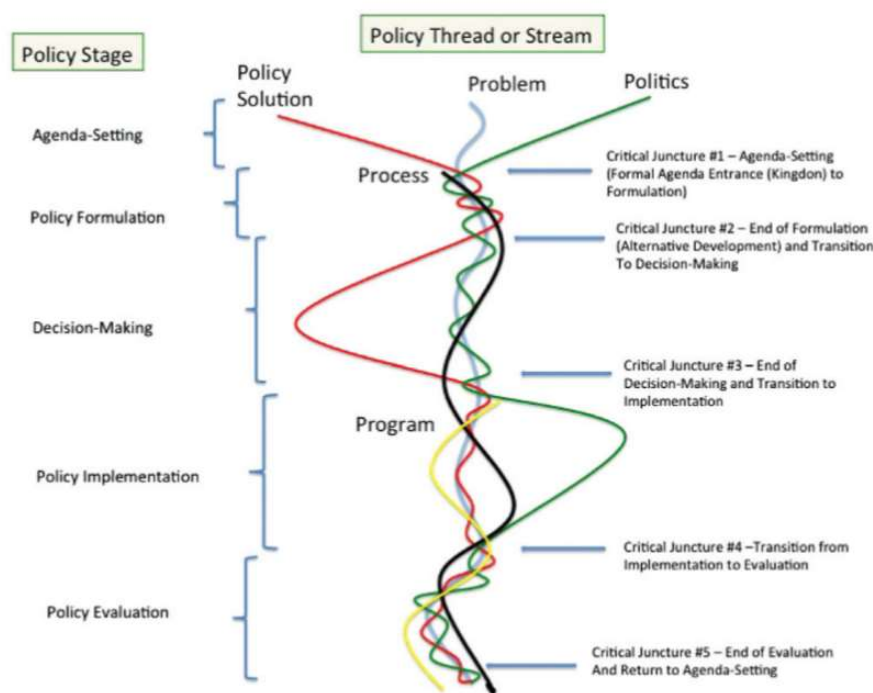 Policy Stage
Policy Thread or Stream
Policy
Solution
Problem
Politics
Agenda-Setting
Process
Critical Juncture #1 – Agenda-Setting
(Formal Agenda Entrance (Kingdon) to
Formulation)
Policy Formulation
Critical Juncture #2 – End of Formulation
(Alternative Development) and Transition
To Decision-Making
Decision-Making
Critical Juncture #3 – End of
Decision-Making and Transition to
Implementation
Program
Policy Implementation
Critical Juncture #4 –Transition from
Implementation to Evaluation
Policy Evaluation
Critical Juncture #5 – End of Evaluation
And Return to Agenda-Setting